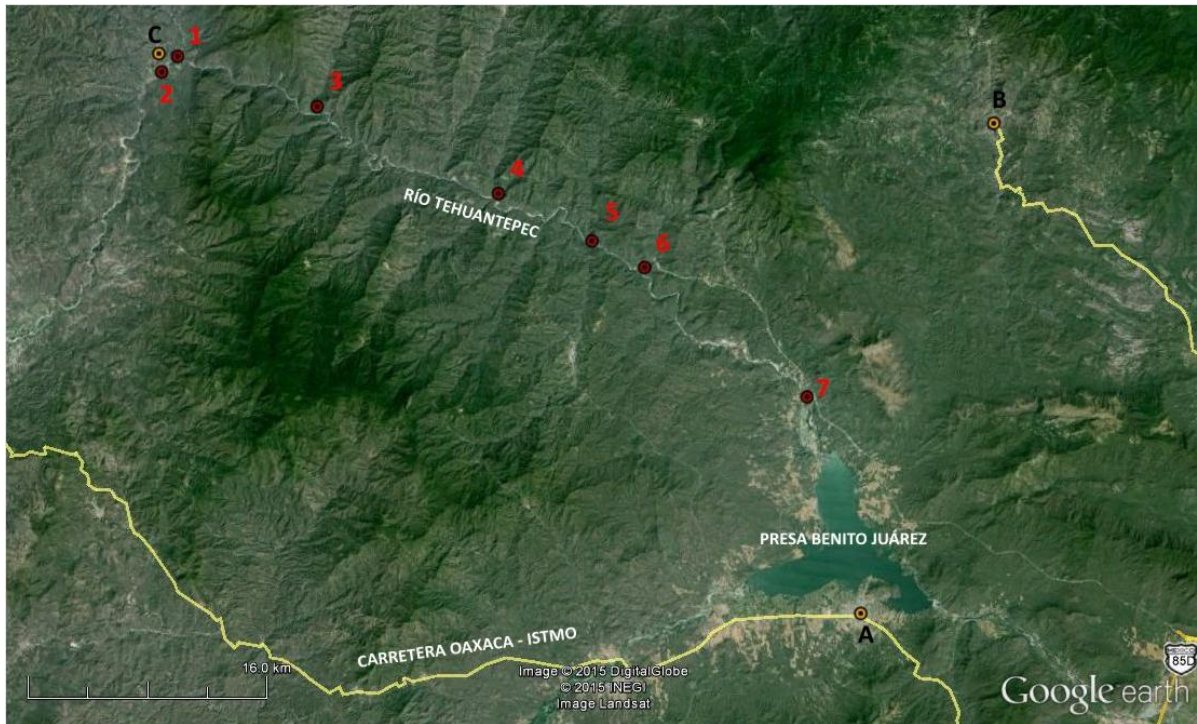 C
1
2
3
B
4
RÍO TEHUANTEPEC
5
6
7
PRESA BENITO JUÁREZ
A
CARRETERA OAXACA - ISTMO
16.0 km
Image © 2015 DigitalGlobe
© 2015 INEGI
Image Landsat
85D
Google earth